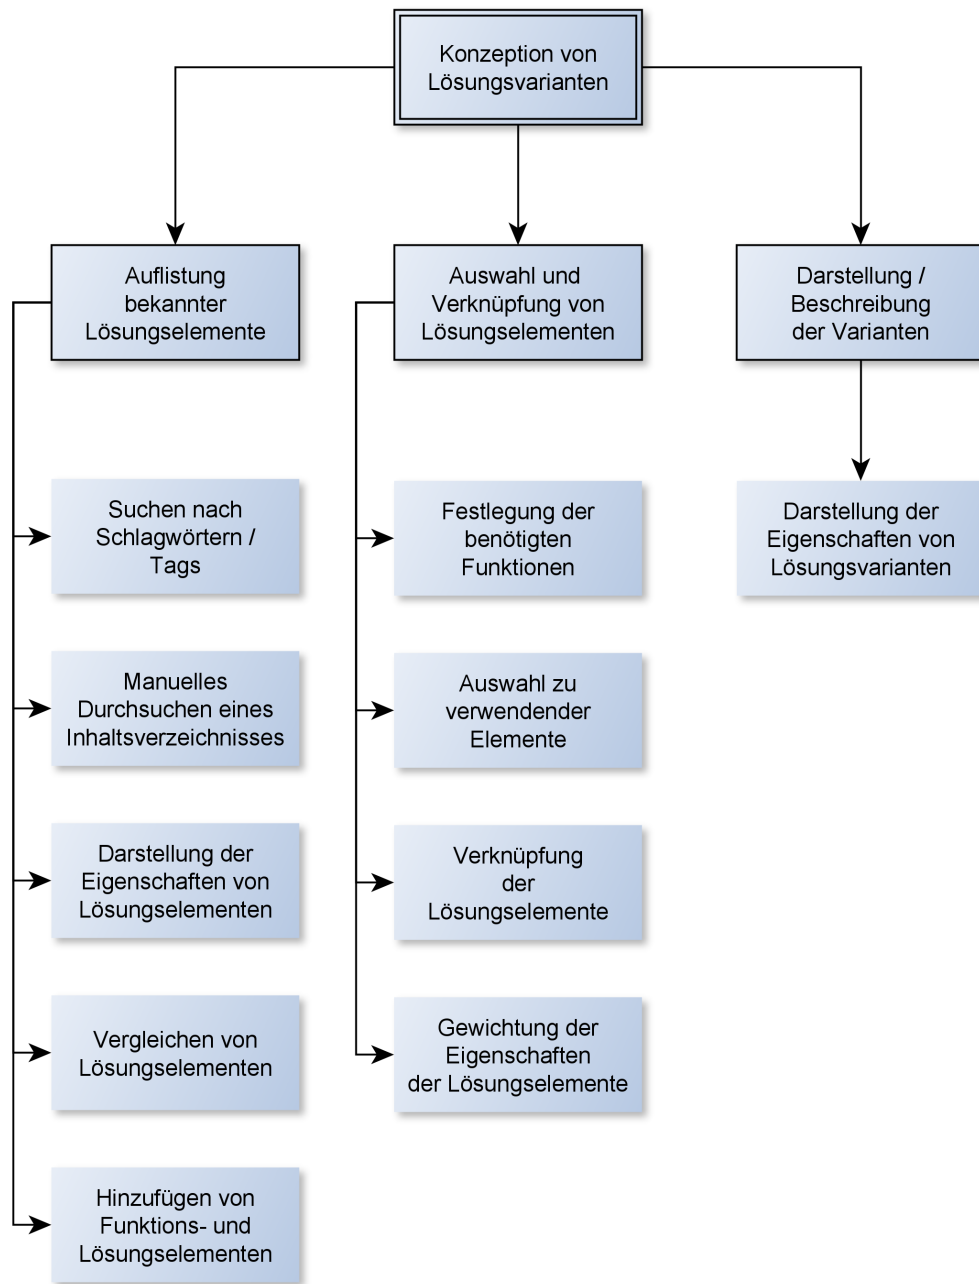 Konzeption von
Lösungsvarianten
Auflistung
bekannter
Lösungselemente
Auswahl und
Verknüpfung von
Lösungselementen
Darstellung /
Beschreibung
der Varianten
Suchen nach
Schlagwörtern /
Tags
Manuelles
Durchsuchen eines
Inhaltsverzeichnisses
Darstellung der
Eigenschaften von
Lösungselementen
Vergleichen von
Lösungselementen
Hinzufügen von
Funktions- und
Lösungselementen
Festlegung der
benötigten
Funktionen
Auswahl zu
verwendender
Elemente
Verknüpfung
der
Lösungselemente
Gewichtung der
Eigenschaften
der Lösungselemente
Darstellung der
Eigenschaften von
Lösungsvarianten